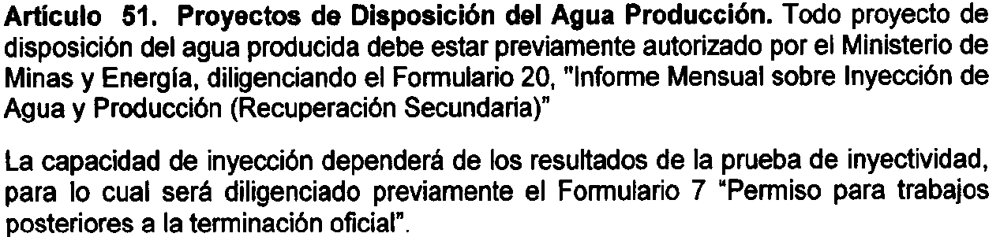 Artículo 51. Proyectos de Disposición del Agua Producción. Todo proyecto de
disposición del agua producida debe estar previamente autorizado por el Ministerio de
Minas y Energía, diligenciando el Formulario 20, "Informe Mensual sobre Inyección de
Agua y Producción (Recuperación Secundaria)”
La capacidad de inyección dependerá de los resultados de la prueba de inyectividad,
para lo cual será diligenciado previamente el Formulario 7 “Permiso para trabajos
posteriores a la terminación oficial”.